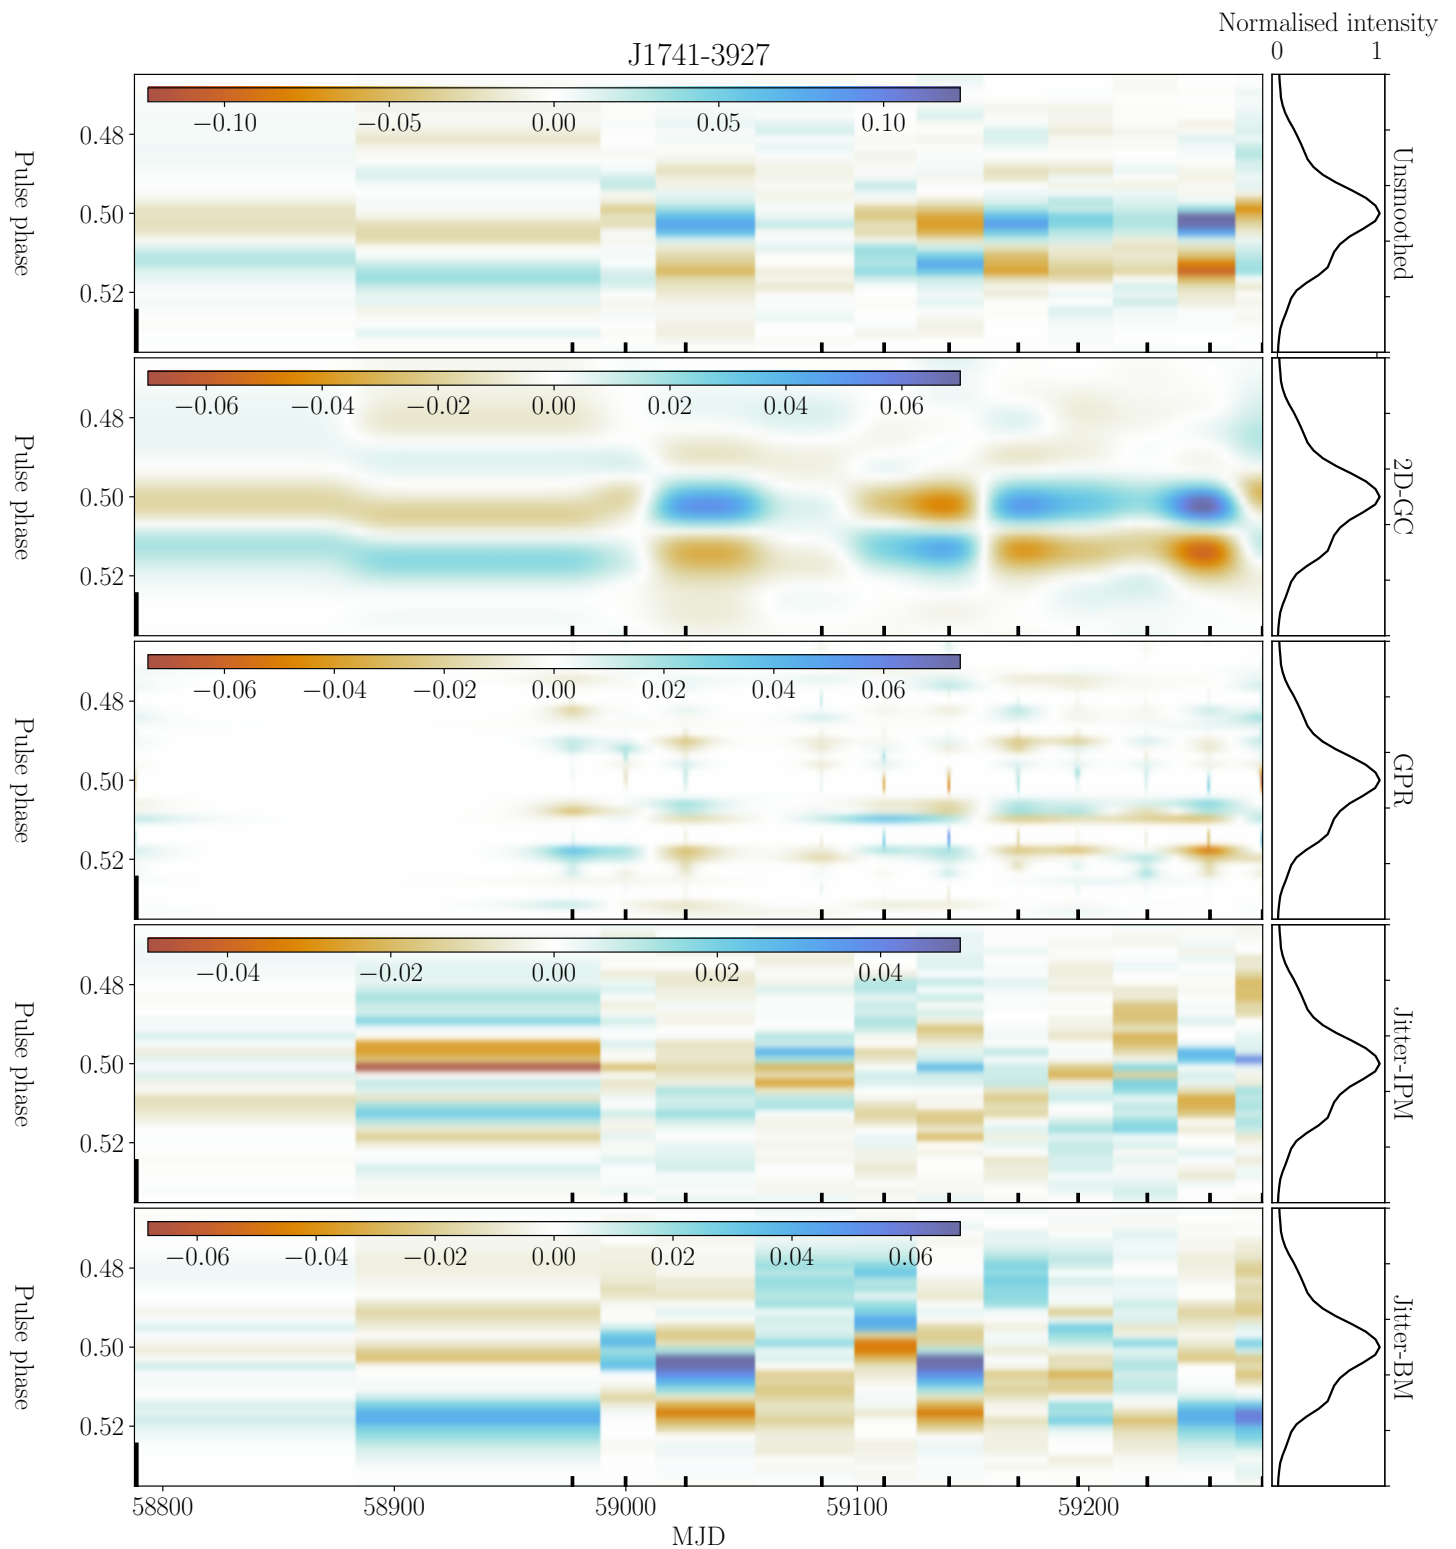 Normalised intensity
J1741-3927
0 1
−0.10 −0.05 0.00 0.05 0.10
0.48
0.50
0.52
Pulse phase
Unsmoothed
−0.06 −0.04 −0.02 0.00 0.02 0.04 0.06
0.48
0.50
0.52
Pulse phase
2D-GC
−0.06 −0.04 −0.02 0.00 0.02 0.04 0.06
0.48
0.50
0.52
Pulse phase
GPR
−0.04 −0.02 0.00 0.02 0.04
0.48
0.50
0.52
Pulse phase
Jitter-IPM
−0.06 −0.04 −0.02 0.00 0.02 0.04 0.06
0.48
0.50
0.52
Pulse phase
Jitter-BM
58800 58900 59000 59100 59200
MJD